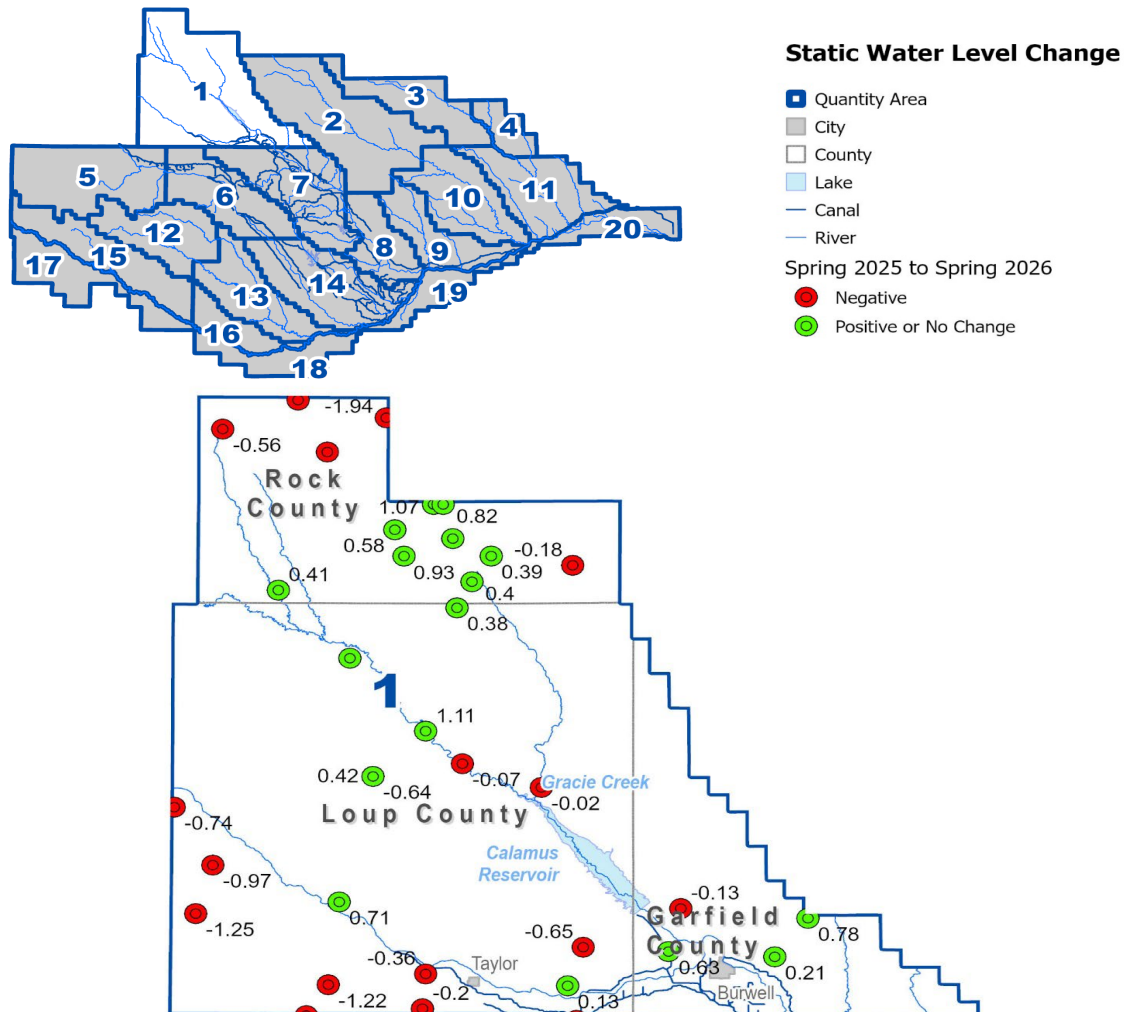 Static Water Level Change
Quantity Area
City
County
Lake
Canal
River
Spring 2025 to Spring 2026
Negative
Positive or No Change
1
2
3
4
5
6
7
8
9
10
11
12
13
14
15
16
17
18
19
20
-1.94
-0.56
Rock
County
1.07
0.82
0.58
0.93
-0.18
0.39
0.41
0.4
0.38
1
1.11
0.42
-0.07
-0.64
Gracie Creek
-0.02
Loup County
-0.74
Calamus
Reservoir
-0.97
-0.13
-1.25
0.71
Garfield
County
0.78
-0.65
-0.36
Taylor
0.63
0.21
-0.2
-1.22
0.13
Burwell